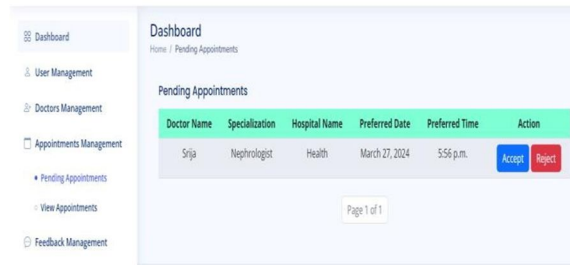 Dashboard
User Management
Doctors Management
Appointments Management
Pending Appointments
View Appointments
Feedback Management
Dashboard
Home / Pending Appointments
Pending Appointments
Doctor Name Specialization Hospital Name Preferred Date Preferred Time Action
Srija Nephrologist Health March 27, 2024 5:56 p.m. Accept Reject
Page 1 of 1